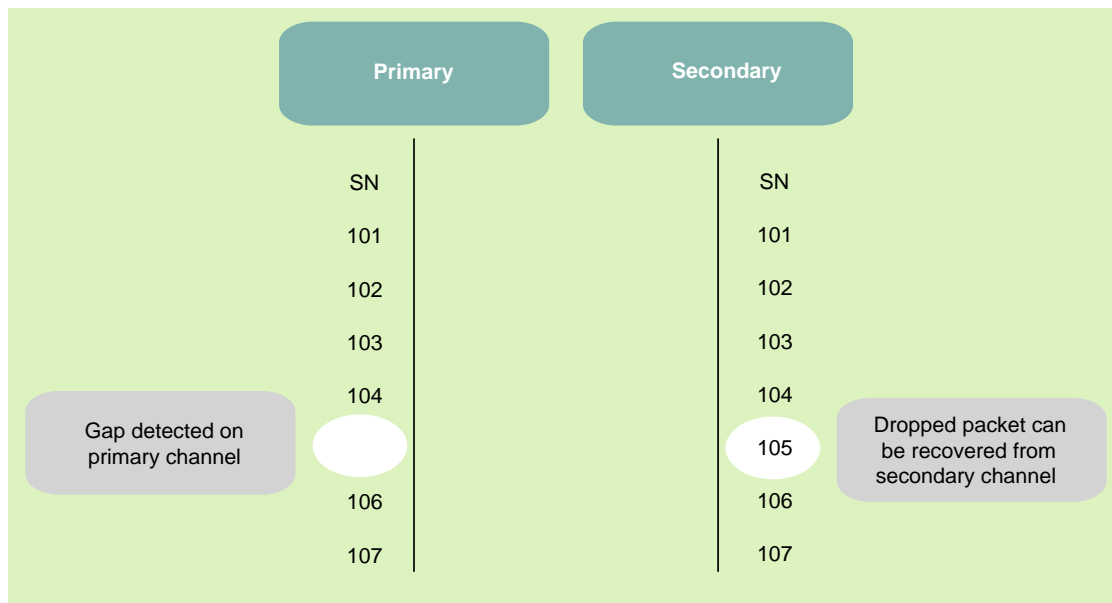 Primary
Secondary
SN
101
102
103
104
106
107
Gap detected on
primary channel
SN
101
102
103
104
105
106
107
Dropped packet can
be recovered from
secondary channel